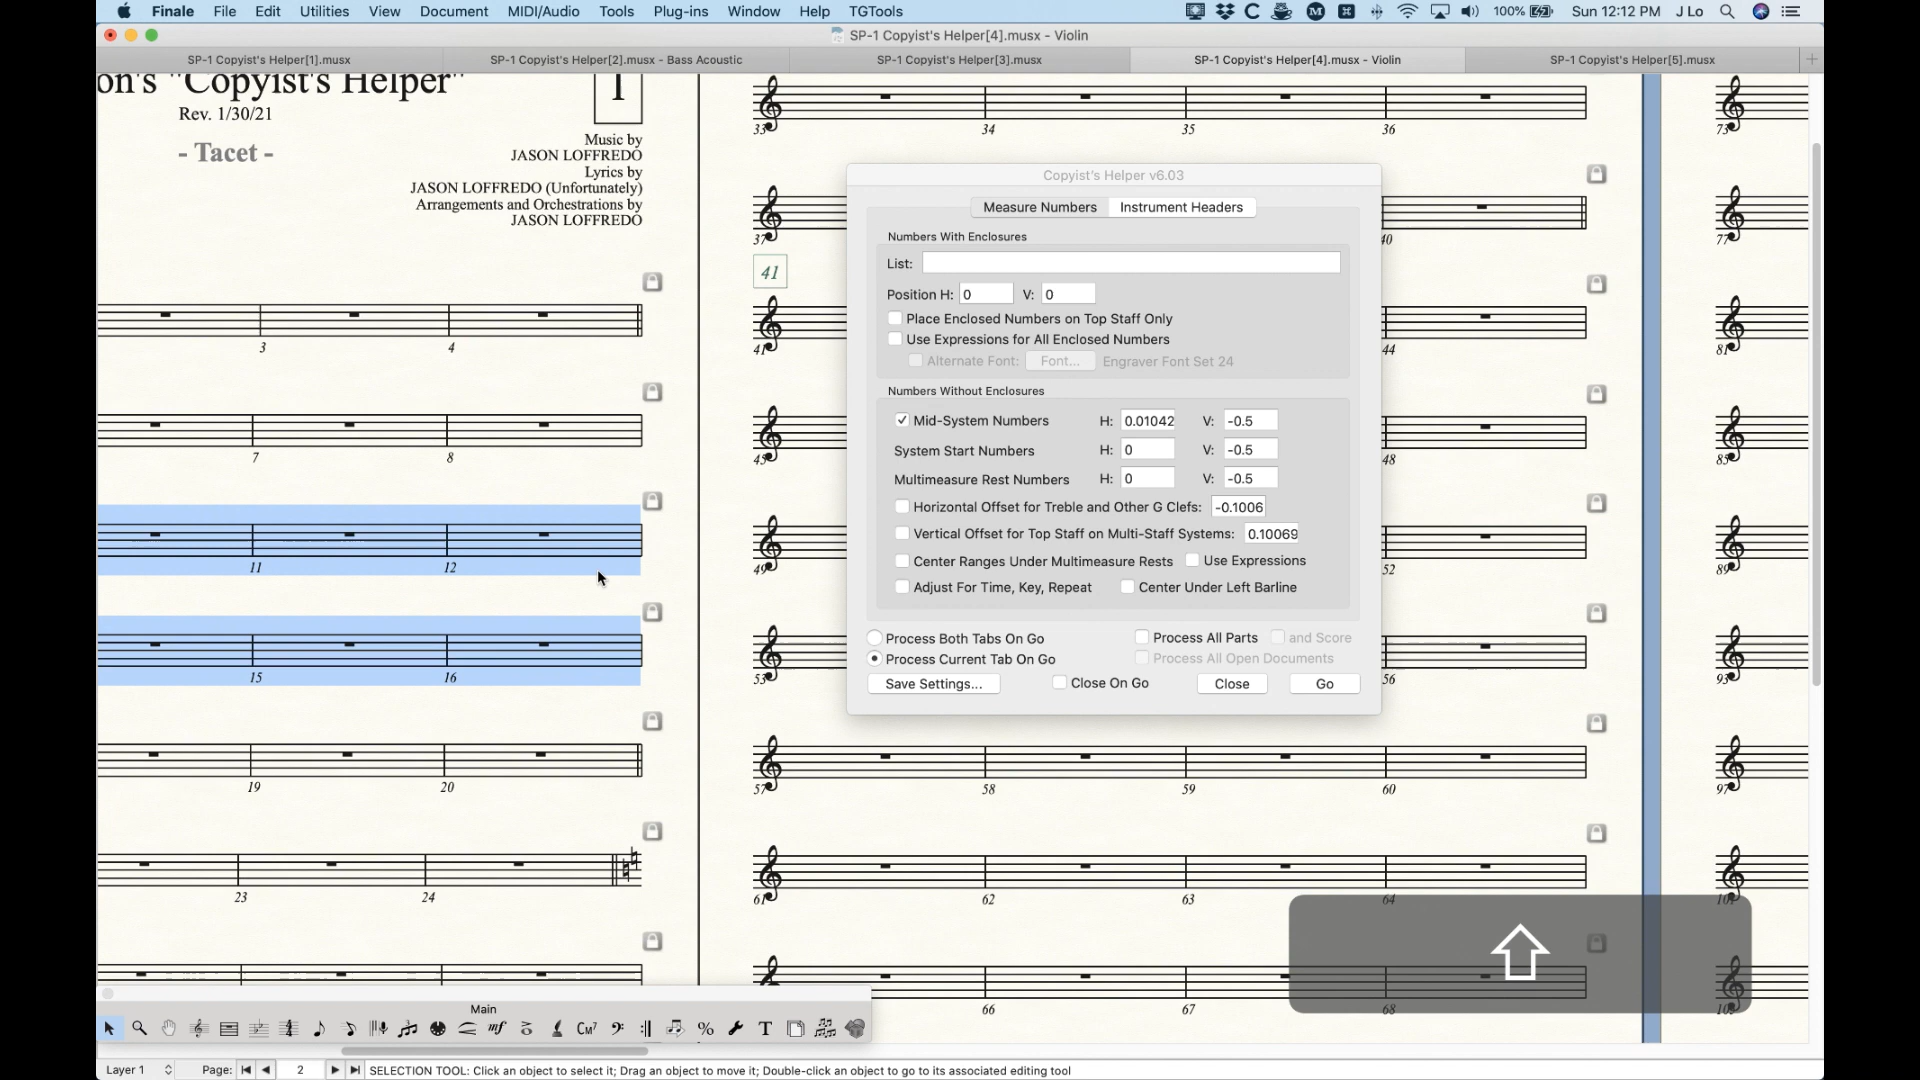 Finale File Edit Utilities View Document MIDI/Audio Tools Plug-ins Window Help TGTools 100% Sun 12:12 PM J Lo
SP-1 Copyist's Helper[4].musx - Violin
SP-1 Copyist's Helper[1].musx SP-1 Copyist's Helper[2].musx - Bass Acoustic SP-1 Copyist's Helper[3].musx SP-1 Copyist's Helper[4].musx - Violin SP-1 Copyist's Helper[5].musx
on's "Copyist's Helper"
Rev. 1/30/21
- Tacet -
Music by
JASON LOFFREDO
Lyrics by
JASON LOFFREDO (Unfortunately)
Arrangements and Orchestrations by
JASON LOFFREDO
3 4
7 8
11 12
15 16
19 20
23 24
33 34 35 36
37 40
41
41 44
45 48
49 52
53 56
57 58 59 60
61 62 63 64
66 67 68
73
77
81
85
89
93
97
Copyist's Helper v6.03
Measure Numbers Instrument Headers
Numbers With Enclosures
List:
Position H: 0 V: 0
Place Enclosed Numbers on Top Staff Only
Use Expressions for All Enclosed Numbers
Alternate Font: Font... Engraver Font Set 24
Numbers Without Enclosures
Mid-System Numbers H: 0.01042 V: -0.5
System Start Numbers H: 0 V: -0.5
Multimeasure Rest Numbers H: 0 V: -0.5
Horizontal Offset for Treble and Other G Clefs: -0.1006
Vertical Offset for Top Staff on Multi-Staff Systems: 0.10069
Center Ranges Under Multimeasure Rests Use Expressions
Adjust For Time, Key, Repeat Center Under Left Barline
Process Both Tabs On Go Process All Parts and Score
Process Current Tab On Go Process All Open Documents
Save Settings... Close On Go Close Go
Main
Layer 1 Page: 2 SELECTION TOOL: Click an object to select it; Drag an object to move it; Double-click an object to go to its associated editing tool